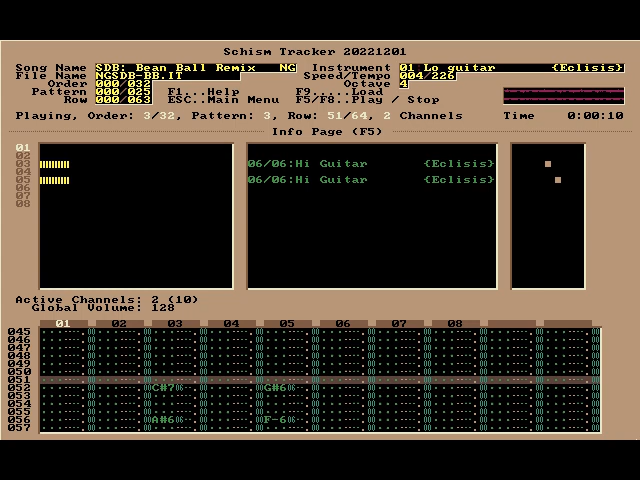 Schism Tracker 20221201
Song Name SDB: Bean Ball Remix NG Instrument 01 Lo guitar {Eclisis}
File Name NGSDB-BB.IT Speed/Tempo 004/226
Order 000/032 Octave 4
Pattern 000/025 F1...Help F9.....Load
Row 000/063 ESC..Main Menu F5/F8..Play / Stop
Playing, Order: 3/32, Pattern: 3, Row: 51/64, 2 Channels Time 0:00:10
Info Page (F5)
01
02
03 06/06:Hi Guitar {Eclisis}
04
05 06/06:Hi Guitar {Eclisis}
06
07
08
Active Channels: 2 (10)
Global Volume: 128
01 02 03 04 05 06 07 08
045
046
047
048
049
050
051
052 C#7 G#6
053
054
055
056 A#6 F-6
057